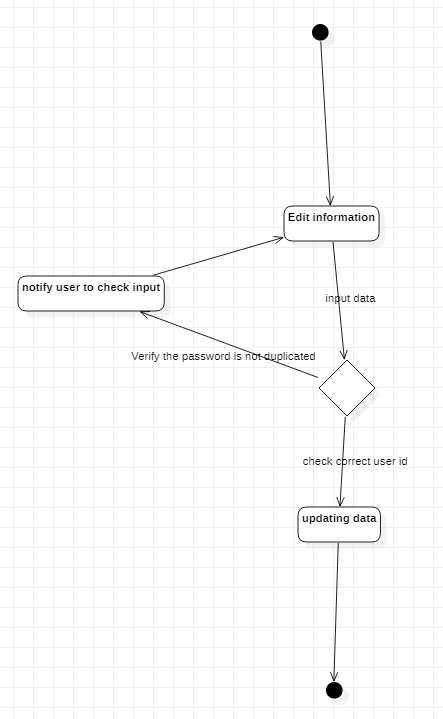 Edit information
notify user to check input
input data
Verify the password is not duplicated
check correct user id
updating data